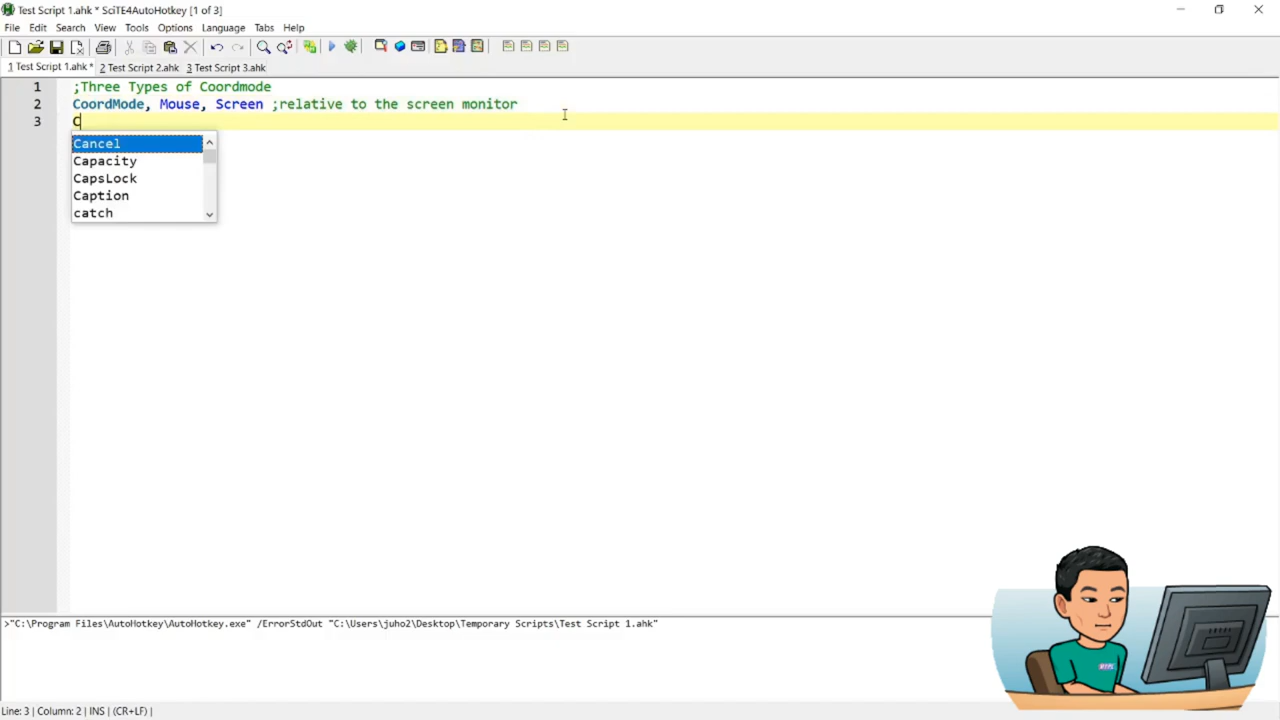 Test Script 1.ahk * SciTE4AutoHotkey [1 of 3]
File Edit Search View Tools Options Language Tabs Help
1 Test Script 1.ahk * 2 Test Script 2.ahk 3 Test Script 3.ahk
1 ;Three Types of Coordmode
2 CoordMode, Mouse, Screen ;relative to the screen monitor
3 C
Cancel
Capacity
CapsLock
Caption
catch
>"C:\Program Files\AutoHotkey\AutoHotkey.exe" /ErrorStdOut "C:\Users\juho2\Desktop\Temporary Scripts\Test Script 1.ahk"
Line: 3 | Column: 2 | INS | (CR+LF) |